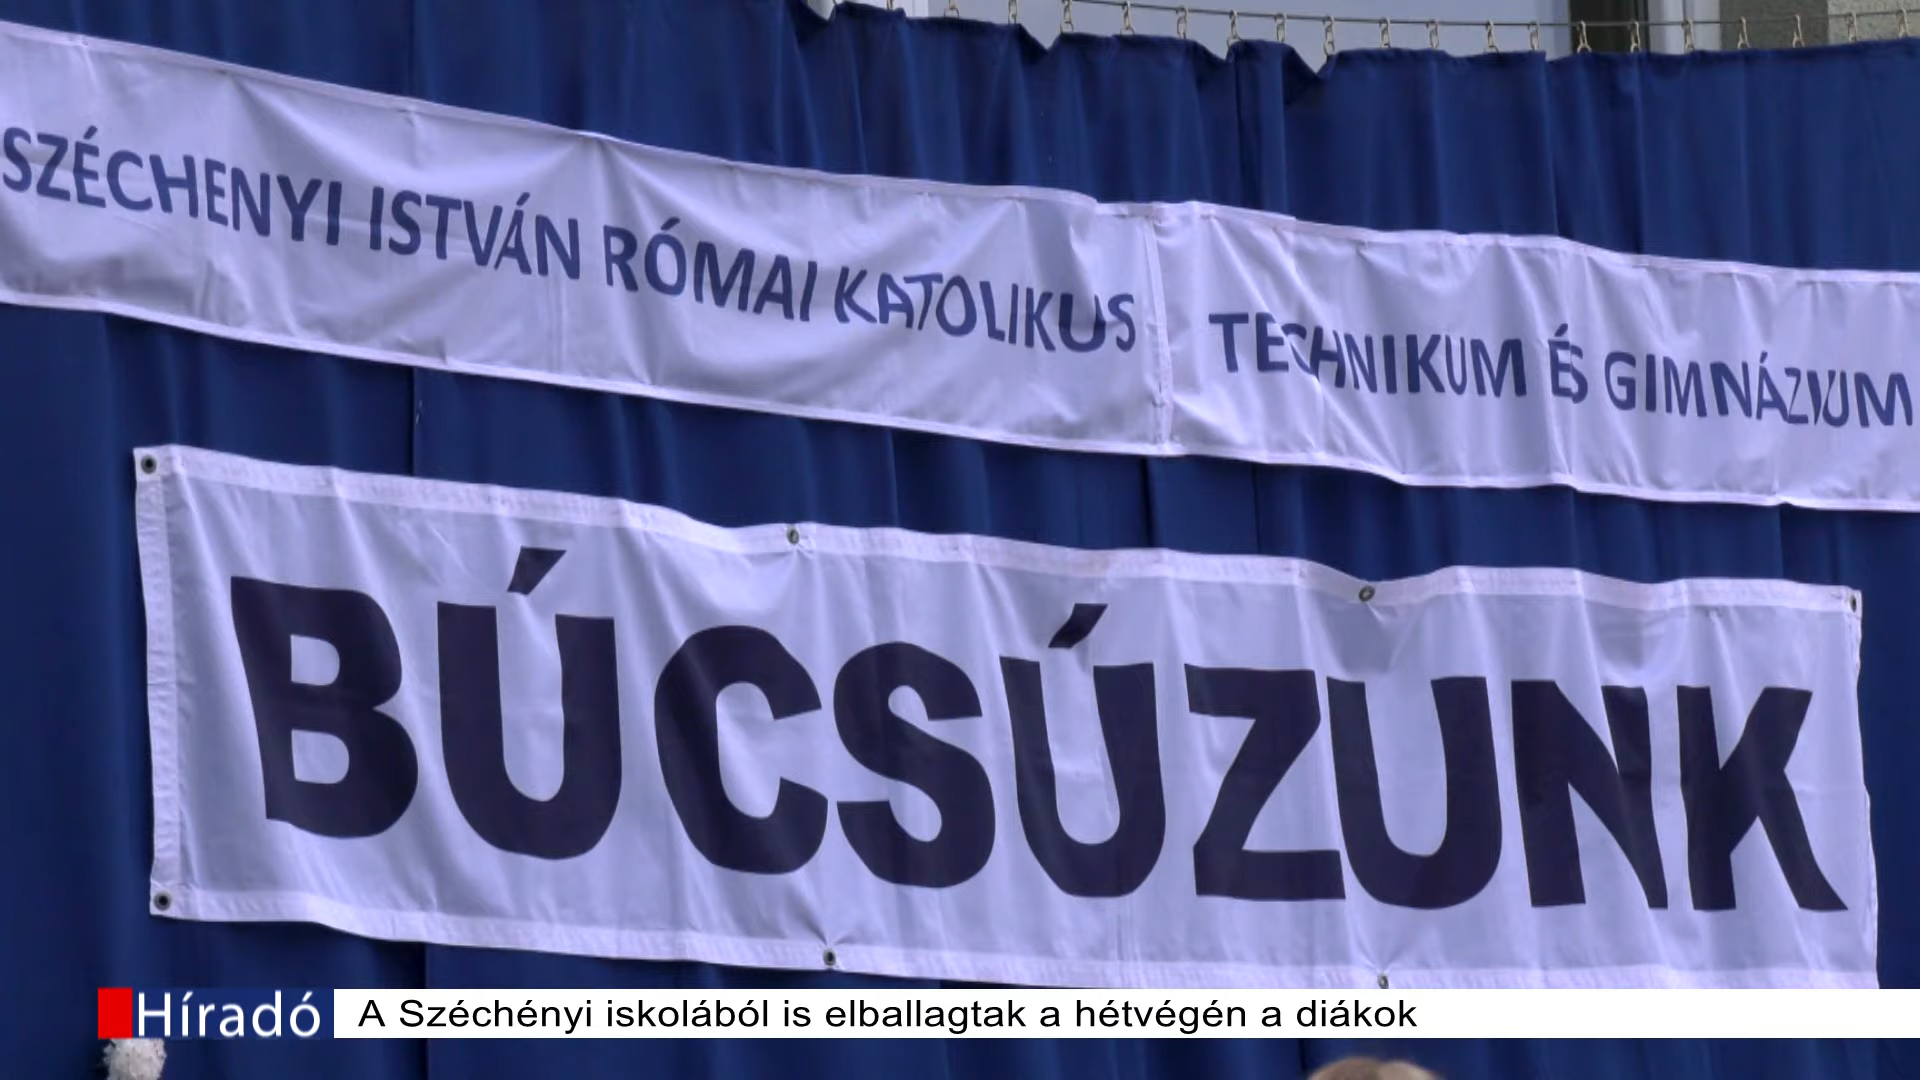 SZÉCHENYI ISTVÁN RÓMAI KATOLIKUS TECHNIKUM ÉS GIMNÁZIUM
BÚCSÚZUNK
Híradó A Széchényi iskolából is elballagtak a hétvégén a diákok